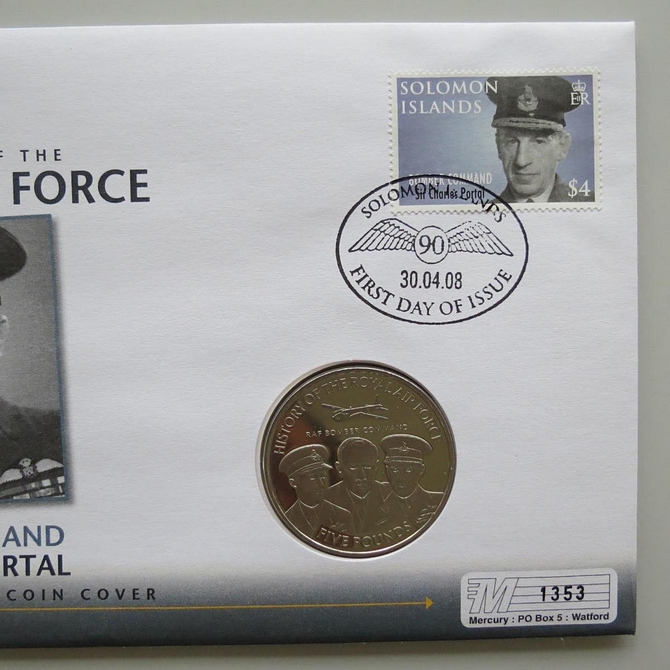 F THE
FORCE
SOLOMON
ISLANDS
ER
BOMBER COMMAND
Sir Charles Portal
$4
SOLOMON ISLANDS
90
30.04.08
FIRST DAY OF ISSUE
HISTORY OF THE ROYAL AIR FORCE
RAF BOMBER COMMAND
FIVE POUNDS
AND
RTAL
COIN COVER
M
1353
Mercury : PO Box 5 : Watford